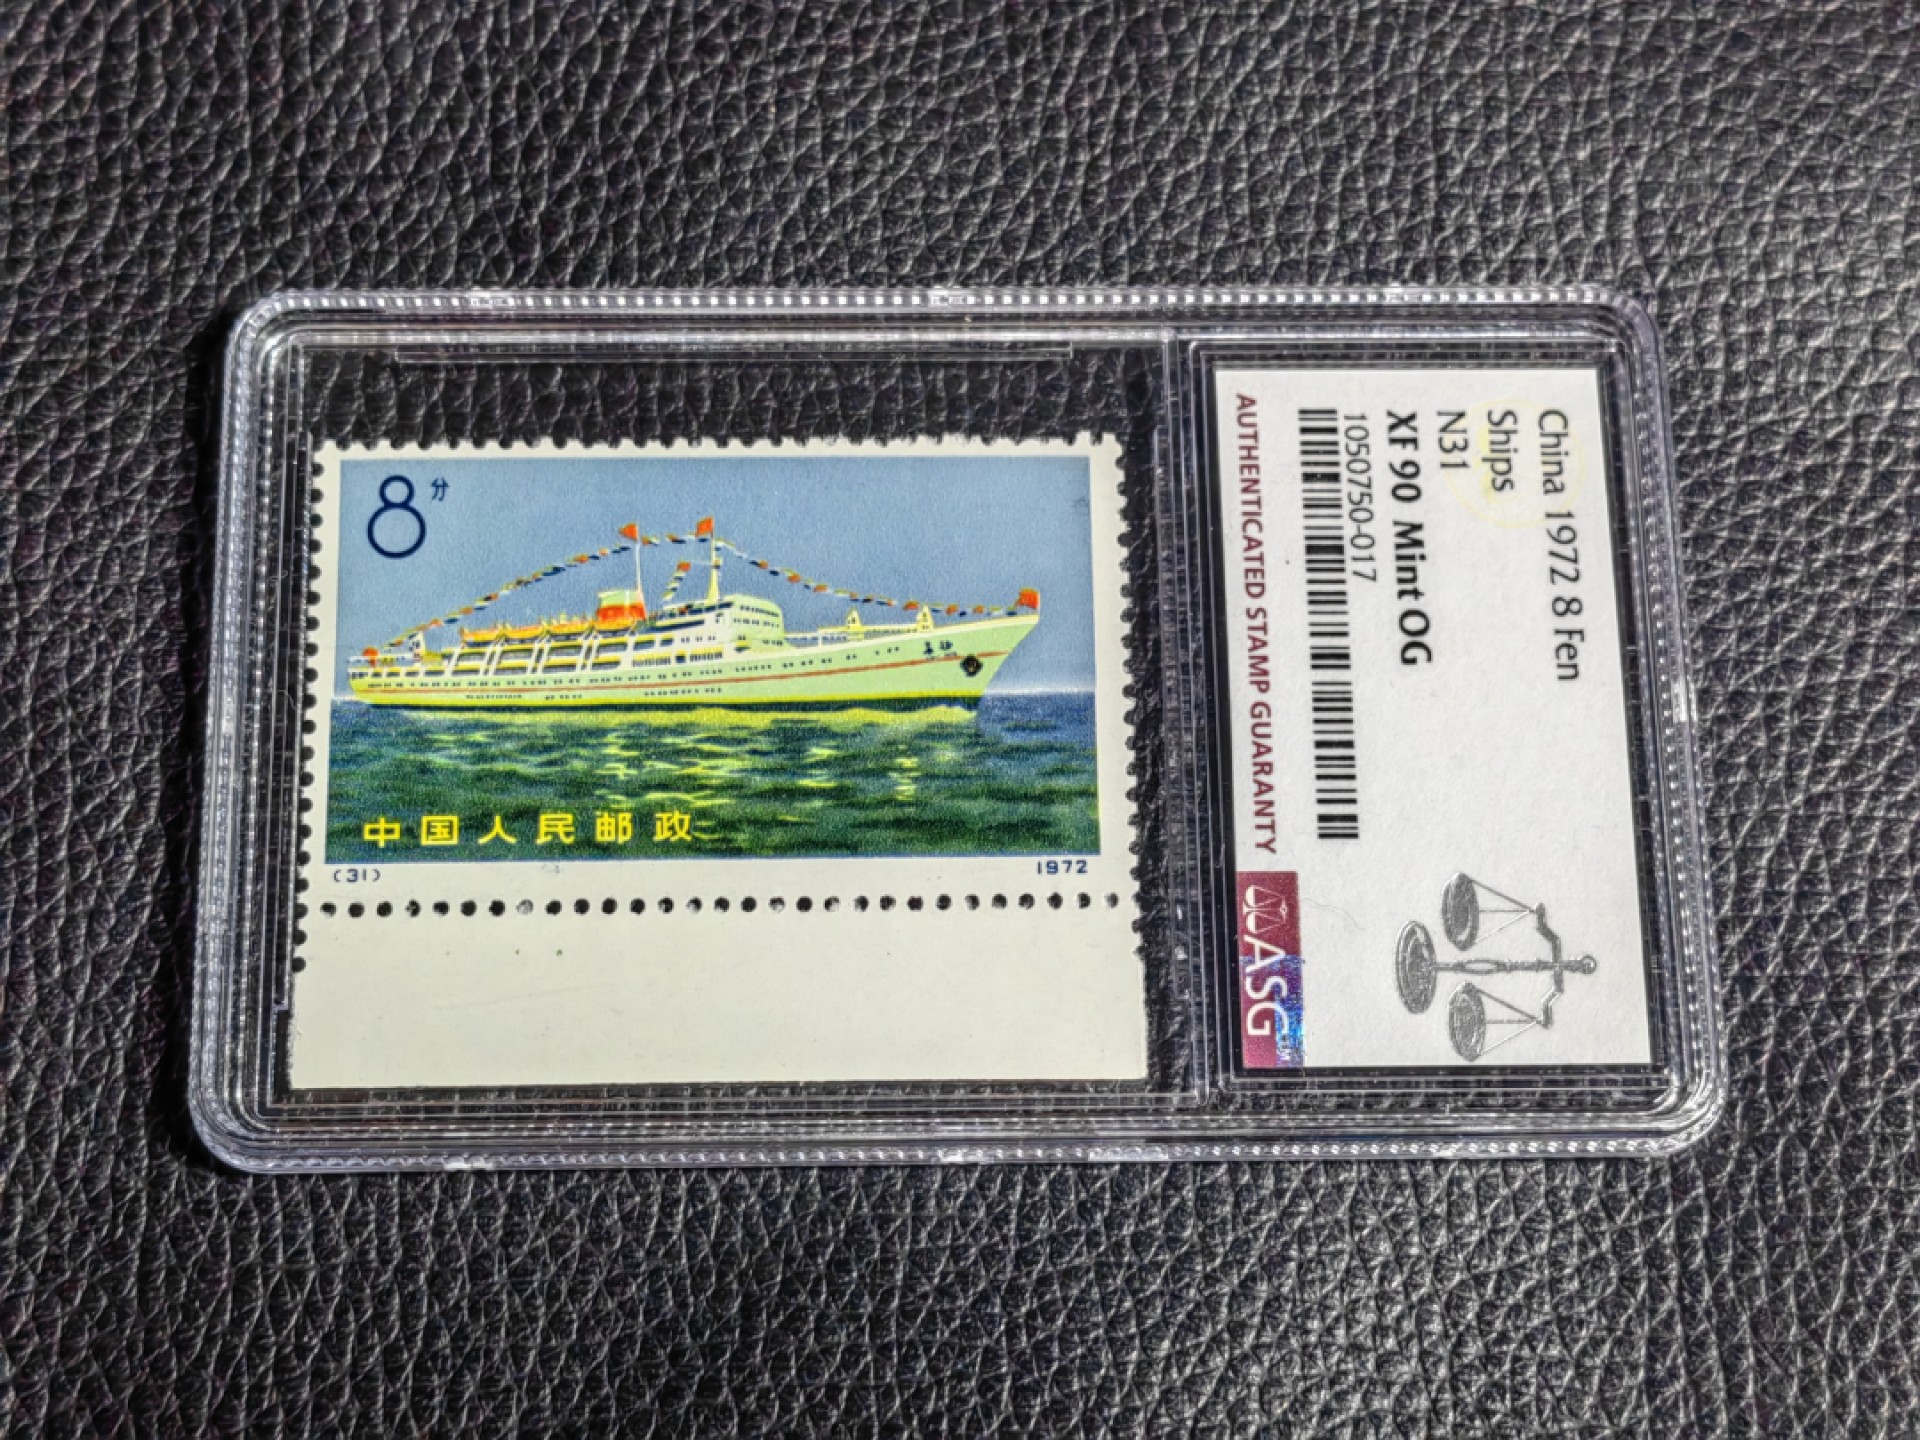 8分
中国人民邮政
(31)
1972
China 1972 8 Fen
Ships
N31
XF 90 Mint OG
1050750-017
AUTHENTICATED STAMP GUARANTY
ASG